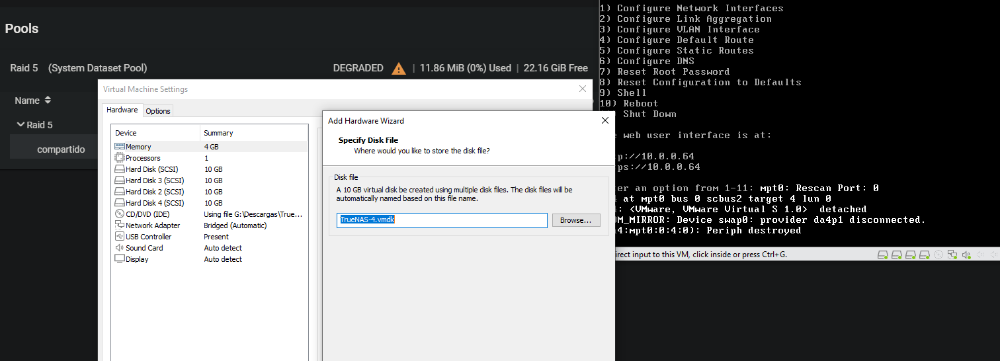 Pools
Raid 5 (System Dataset Pool) DEGRADED | 11.86 MiB (0%) Used | 22.16 GiB Free
Name
Raid 5
compartido
Virtual Machine Settings
Hardware Options
Device Summary
Memory 4 GB
Processors 1
Hard Disk (SCSI) 10 GB
Hard Disk 3 (SCSI) 10 GB
Hard Disk 2 (SCSI) 10 GB
Hard Disk 4 (SCSI) 10 GB
CD/DVD (IDE) Using file G:\Descargas\True...
Network Adapter Bridged (Automatic)
USB Controller Present
Sound Card Auto detect
Display Auto detect
Add Hardware Wizard
Specify Disk File
Where would you like to store the disk file?
Disk file
A 10 GB virtual disk be created using multiple disk files. The disk files will be
automatically named based on this file name.
TrueNAS-4.vmdk
Browse...
1) Configure Network Interfaces
2) Configure Link Aggregation
3) Configure VLAN Interface
4) Configure Default Route
5) Configure Static Routes
6) Configure DNS
7) Reset Root Password
8) Reset Configuration to Defaults
9) Shell
10) Reboot
) Shut Down
web user interface is at:
p://10.0.0.64
ps://10.0.0.64
er an option from 1-11: mpt0: Rescan Port: 0
at mpt0 bus 0 scbus2 target 4 lun 0
: <VMware, VMware Virtual S 1.0> detached
OM_MIRROR: Device swap0: provider da4p1 disconnected.
a4:mpt0:0:4:0): Periph destroyed
irect input to this VM, click inside or press Ctrl+G.